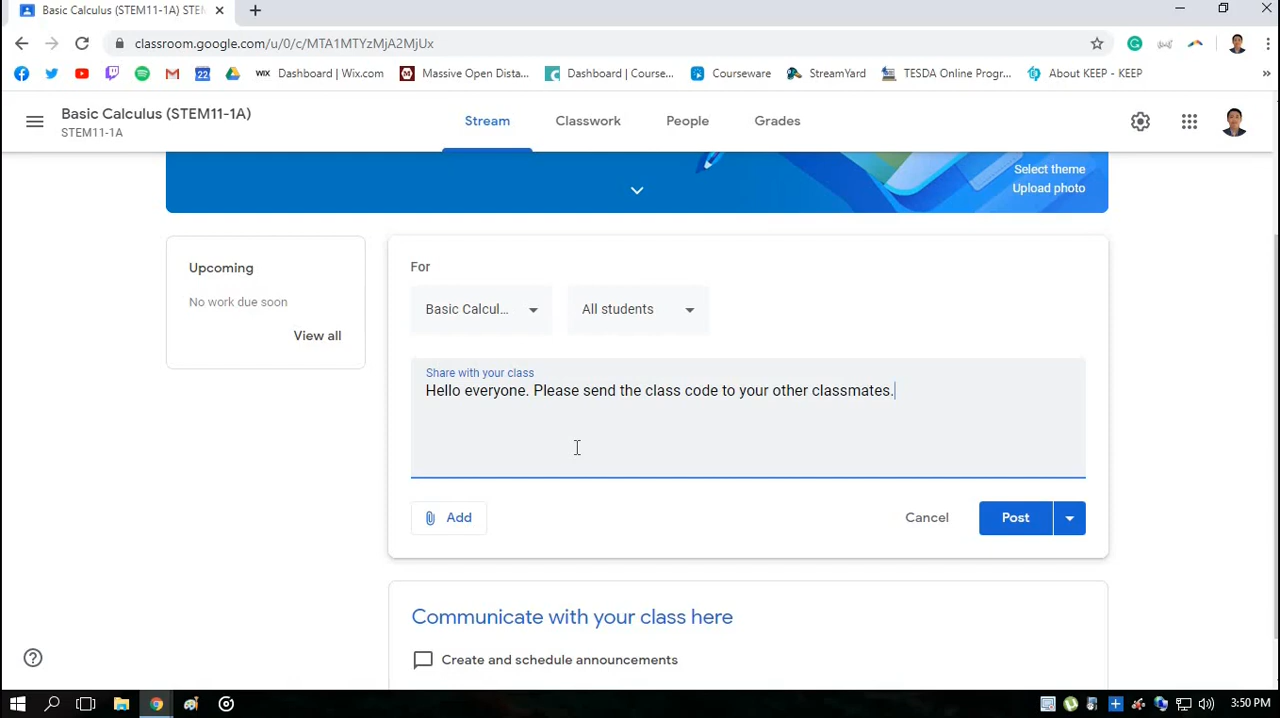 Basic Calculus (STEM11-1A) STEM
classroom.google.com/u/0/c/MTA1MTYzMjA2MjUx
22
WIX Dashboard | Wix.com
Massive Open Dista...
Dashboard | Course...
Courseware
StreamYard
TESDA Online Progr...
About KEEP - KEEP
»
Basic Calculus (STEM11-1A)
STEM11-1A
Stream
Classwork
People
Grades
Select theme
Upload photo
Upcoming
No work due soon
View all
For
Basic Calcul...
All students
Share with your class
Hello everyone. Please send the class code to your other classmates.
Add
Cancel
Post
Communicate with your class here
Create and schedule announcements
3:50 PM